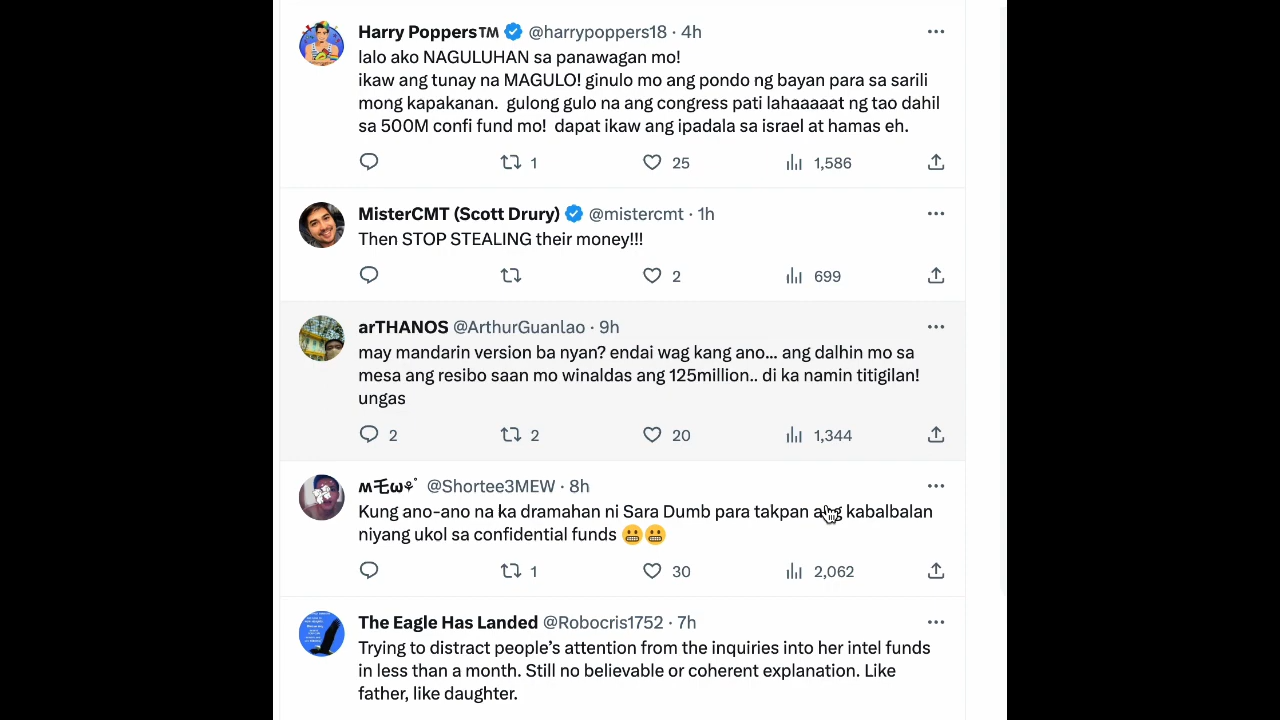 Harry Poppers™ @harrypoppers18 · 4h
lalo ako NAGULUHAN sa panawagan mo!
ikaw ang tunay na MAGULO! ginulo mo ang pondo ng bayan para sa sarili
mong kapakanan. gulong gulo na ang congress pati lahaaaaat ng tao dahil
sa 500M confi fund mo! dapat ikaw ang ipadala sa israel at hamas eh.
1 25 1,586
MisterCMT (Scott Drury) @mistercmt · 1h
Then STOP STEALING their money!!!
2 699
arTHANOS @ArthurGuanlao · 9h
may mandarin version ba nyan? endai wag kang ano... ang dalhin mo sa
mesa ang resibo saan mo winaldas ang 125million.. di ka namin titigilan!
ungas
2 2 20 1,344
ʍ乇ω⚘゚ @Shortee3MEW · 8h
Kung ano-ano na ka dramahan ni Sara Dumb para takpan ang kabalbalan
niyang ukol sa confidential funds 😬😬
1 30 2,062
The Eagle Has Landed @Robocris1752 · 7h
Trying to distract people’s attention from the inquiries into her intel funds
in less than a month. Still no believable or coherent explanation. Like
father, like daughter.